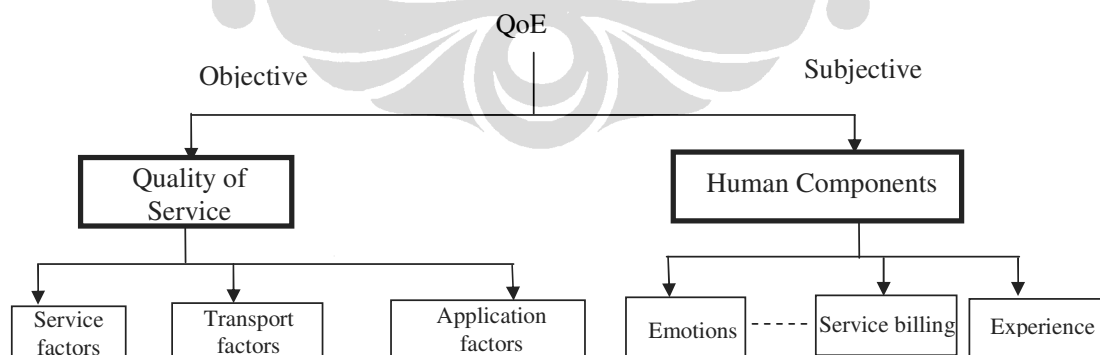 QoE
Objective
Subjective
Quality of
Service
Human Components
Service
factors
Transport
factors
Application
factors
Emotions
Service billing
Experience